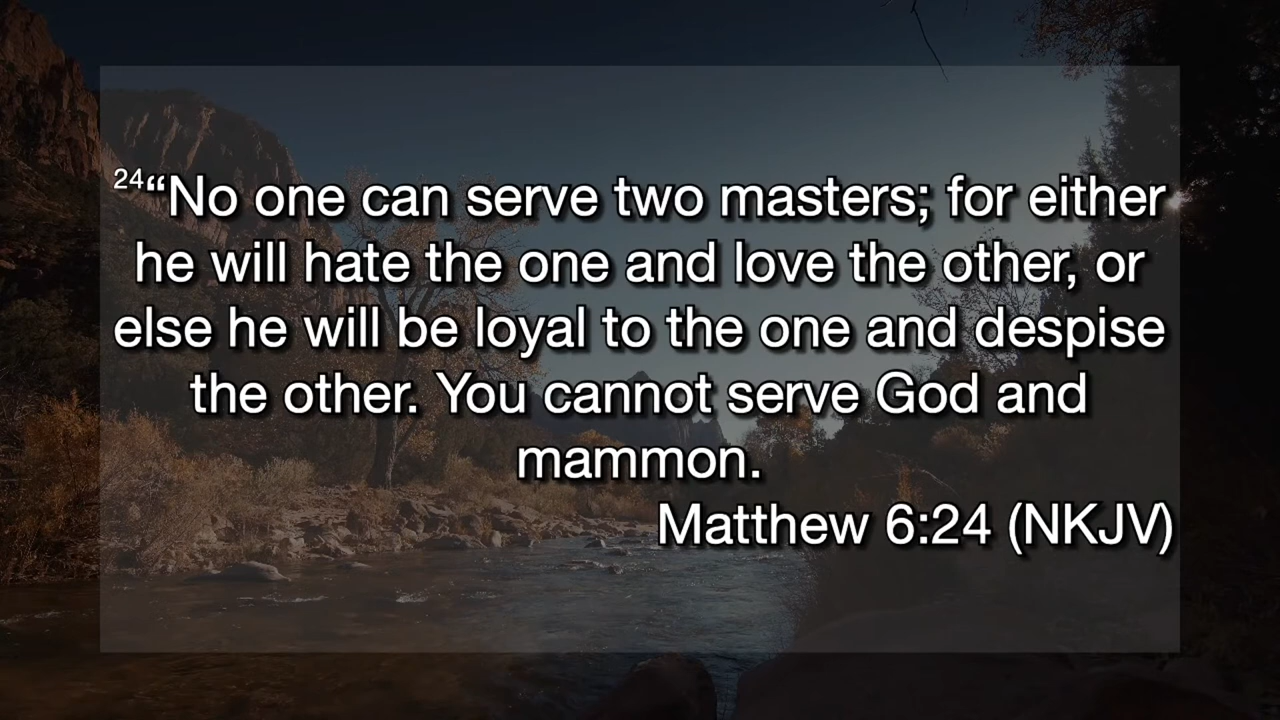 24“No one can serve two masters; for either
he will hate the one and love the other, or
else he will be loyal to the one and despise
the other. You cannot serve God and
mammon.
Matthew 6:24 (NKJV)